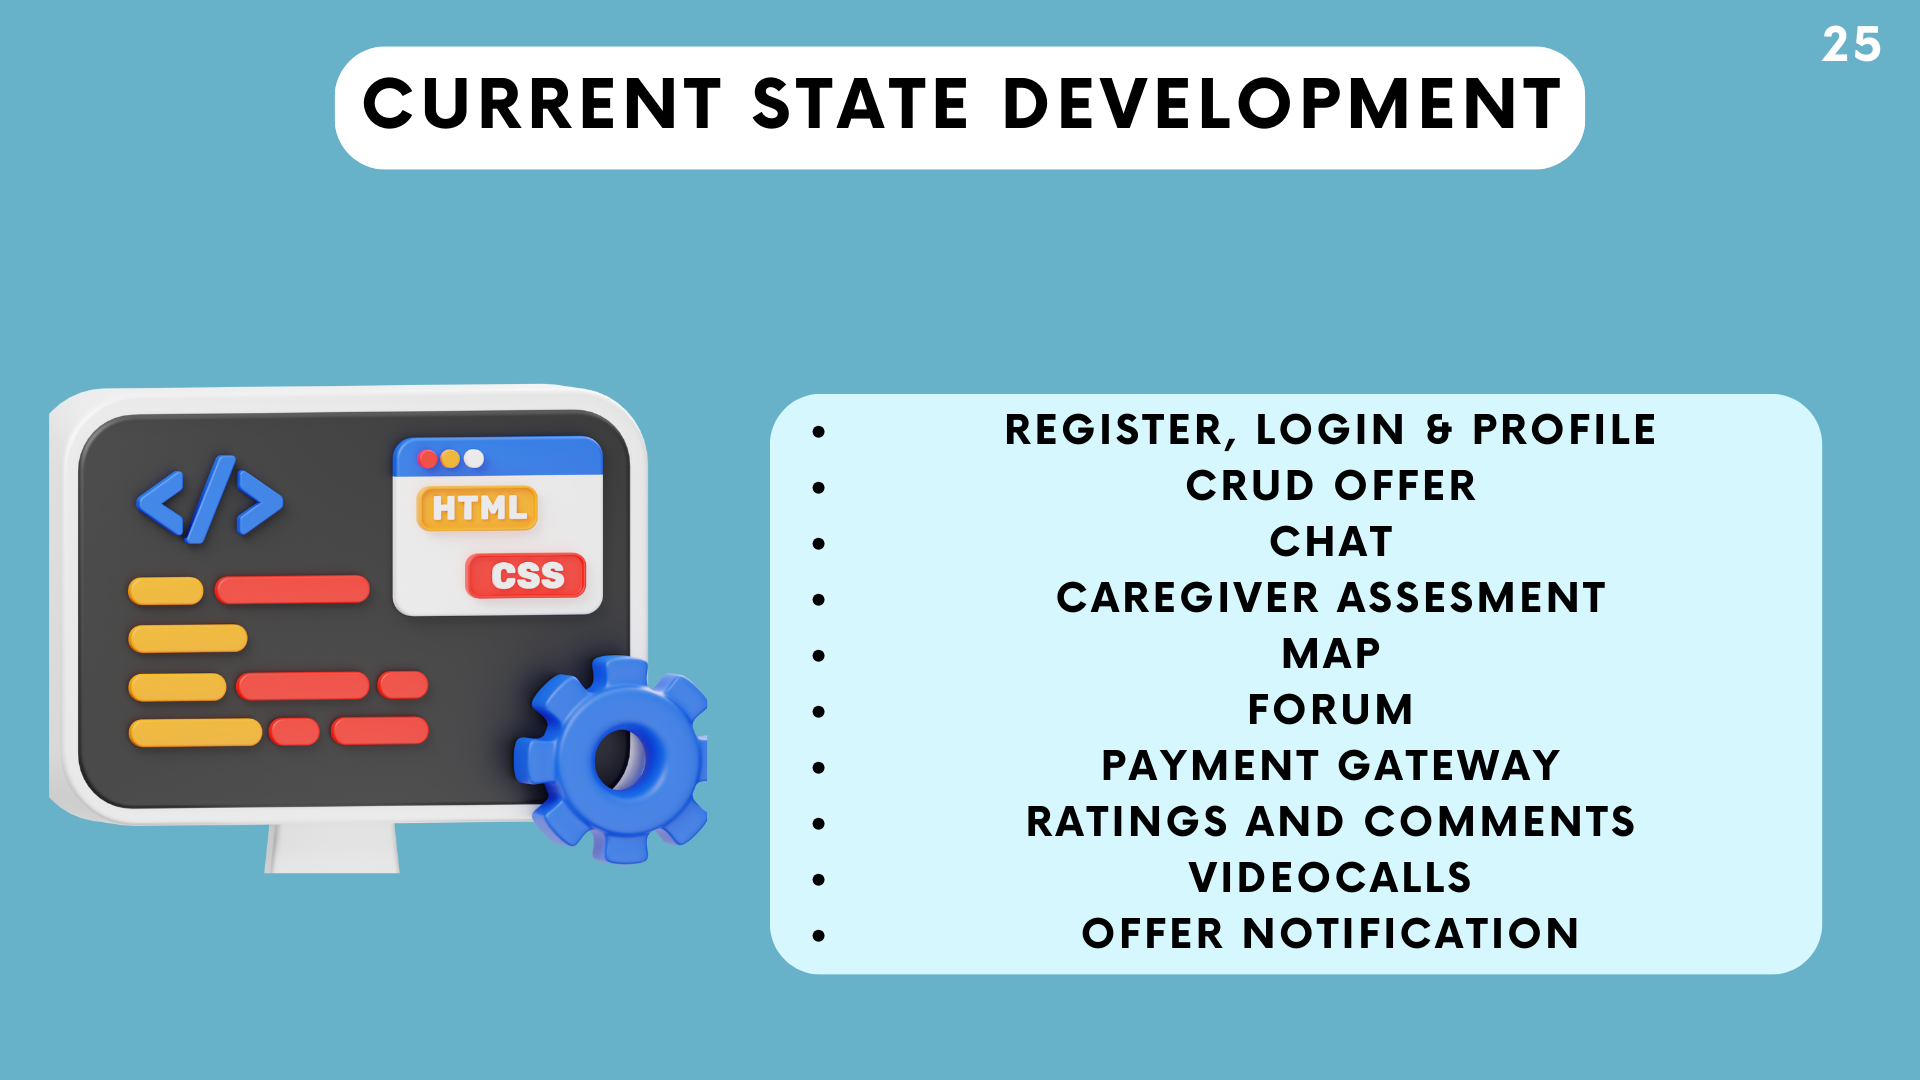 25
CURRENT STATE DEVELOPMENT
</>
HTML
CSS
• REGISTER, LOGIN & PROFILE
• CRUD OFFER
• CHAT
• CAREGIVER ASSESMENT
• MAP
• FORUM
• PAYMENT GATEWAY
• RATINGS AND COMMENTS
• VIDEOCALLS
• OFFER NOTIFICATION